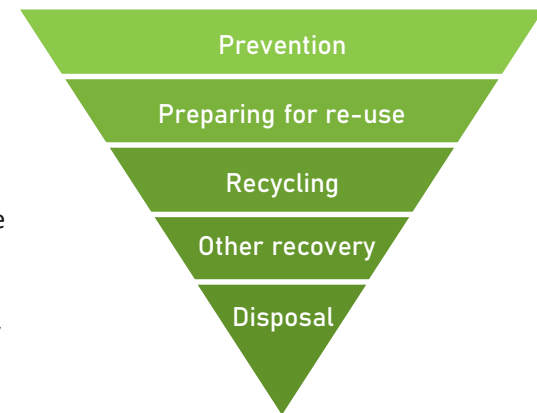 Prevention
Preparing for re-use
Recycling
e
Other recovery
Disposal